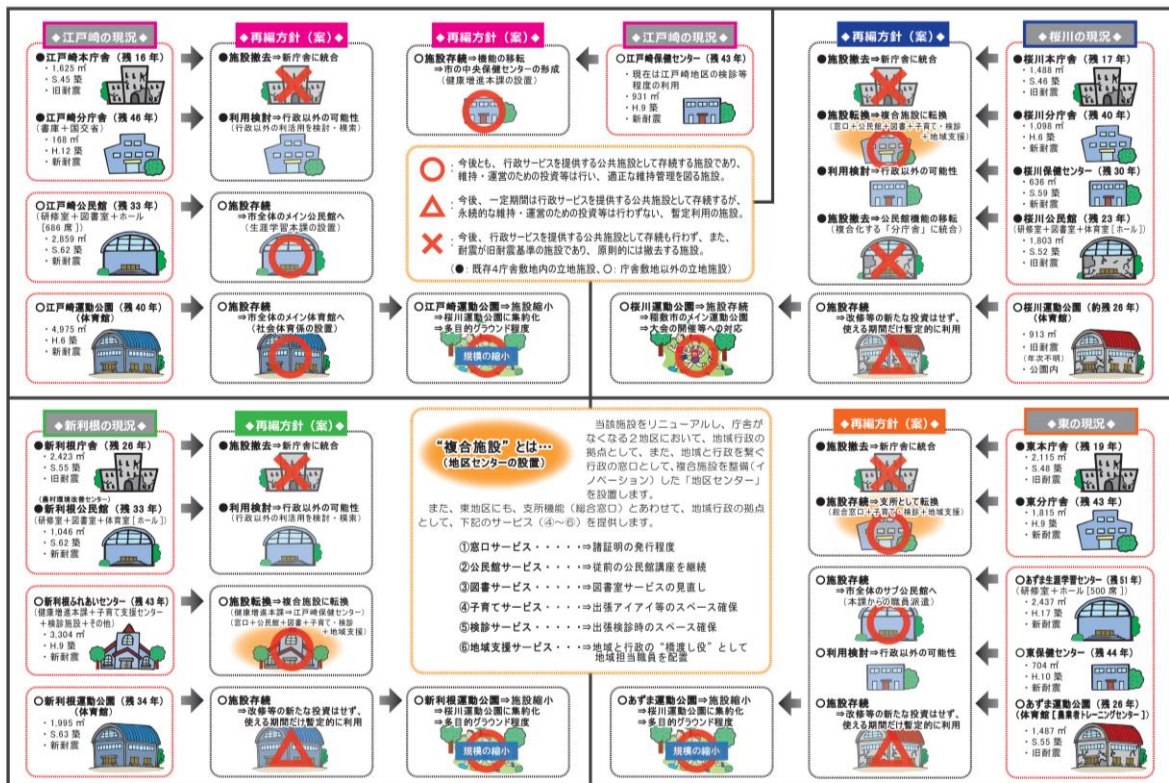 ◆江戸崎の現況◆
●江戸崎本庁舎（残16年）
・1,625㎡
・S.45築
・旧耐震
●江戸崎分庁舎（残46年）
（書庫＋国交省）
・168㎡
・H.12築
・新耐震
○江戸崎公民館（残33年）
（研修室＋図書室＋ホール
［686席］）
・2,859㎡
・S.62築
・新耐震
○江戸崎運動公園（残40年）
（体育館）
・4,975㎡
・H.6築
・新耐震
◆再編方針（案）◆
●施設撤去⇒新庁舎に統合
●利用検討⇒行政以外の可能性
（行政以外の利活用を検討・模索）
○施設存続
⇒市全体のメイン公民館へ
（生涯学習本課の設置）
○施設存続
⇒市全体のメイン体育館へ
（社会体育係の設置）
◆再編方針（案）◆
○施設存続⇒機能の移転
⇒市の中央保健センターの形成
（健康増進本課の設置）
◆江戸崎の現況◆
○江戸崎保健センター（残43年）
・現在は江戸崎地区の検診等
程度の利用
・931㎡
・H.9築
・新耐震
○：今後とも、行政サービスを提供する公共施設として存続する施設であり、
維持・運営のための投資等は行い、適正な維持管理を図る施設。
△：今後、一定期間は行政サービスを提供する公共施設として存続するが、
永続的な維持・運営のための投資等は行わない、暫定利用の施設。
×：今後、行政サービスを提供する公共施設として存続も行わず、また、
耐震が旧耐震基準の施設であり、原則的には撤去する施設。
（●：既存4庁舎敷地内の立地施設、○：庁舎敷地以外の立地施設）
○江戸崎運動公園⇒施設縮小
⇒桜川運動公園に集約化
⇒多目的グラウンド程度
規模の縮小
○桜川運動公園⇒施設存続
⇒稲敷市のメイン運動公園
⇒大会の開催等への対応
◆再編方針（案）◆
●施設撤去⇒新庁舎に統合
●施設転換⇒複合施設に転換
（窓口＋公民館＋図書＋子育て・検診
＋地域支援）
●利用検討⇒行政以外の可能性
●施設撤去⇒公民館機能の移転
（複合化する「分庁舎」に統合）
○施設存続
⇒改修等の新たな投資はせず、
使える期間だけ暫定的に利用
◆桜川の現況◆
●桜川本庁舎（残17年）
・1,488㎡
・S.46築
・旧耐震
●桜川分庁舎（残40年）
・1,098㎡
・H.6築
・新耐震
●桜川保健センター（残30年）
・636㎡
・S.59築
・新耐震
●桜川公民館（残23年）
（研修室＋図書室＋体育室［ホール］）
・1,803㎡
・S.52築
・旧耐震
○桜川運動公園（約残26年）
（体育館）
・913㎡
・旧耐震
（年次不明）
・公園内
◆新利根の現況◆
●新利根庁舎（残26年）
・2,423㎡
・S.55築
・旧耐震
（農村環境改善センター）
●新利根公民館（残33年）
（研修室＋図書室＋体育室［ホール］）
・1,046㎡
・S.62築
・新耐震
○新利根ふれあいセンター（残43年）
（健康増進本課＋子育て支援センター
＋検診施設＋その他）
・3,304㎡
・H.9築
・新耐震
○新利根運動公園（残34年）
（体育館）
・1,995㎡
・S.63築
・新耐震
◆再編方針（案）◆
●施設撤去⇒新庁舎に統合
●利用検討⇒行政以外の可能性
（行政以外の利活用を検討・模索）
○施設転換⇒複合施設に転換
（健康増進本課⇒江戸崎保健センター）
（窓口＋公民館＋図書＋子育て・検診
＋地域支援）
○施設存続
⇒改修等の新たな投資はせず、
使える期間だけ暫定的に利用
○新利根運動公園⇒施設縮小
⇒桜川運動公園に集約化
⇒多目的グラウンド程度
規模の縮小
“複合施設”とは…
（地区センターの設置）
当該施設をリニューアルし、庁舎が
なくなる2地区において、地域行政の
拠点として、また、地域と行政を繋ぐ
行政の窓口として、複合施設を整備（イ
ノベーション）した「地区センター」
を設置します。
また、東地区にも、支所機能（総合窓口）とあわせて、地域行政の拠点
として、下記のサービス（④～⑥）を提供します。
①窓口サービス・・・・・⇒諸証明の発行程度
②公民館サービス・・・・⇒従前の公民館講座を継続
③図書サービス・・・・・⇒図書室サービスの見直し
④子育てサービス・・・・⇒出張アイアイ等のスペース確保
⑤検診サービス・・・・・⇒出張検診時のスペース確保
⑥地域支援サービス・・・⇒地域と行政の“橋渡し役”として
地域担当職員を配置
○あずま運動公園⇒施設縮小
⇒桜川運動公園に集約化
⇒多目的グラウンド程度
規模の縮小
◆再編方針（案）◆
●施設撤去⇒新庁舎に統合
●施設存続⇒支所として転換
（総合窓口＋子育て・検診＋地域支援）
○施設存続
⇒市全体のサブ公民館へ
（本課からの職員派遣）
○利用検討⇒行政以外の可能性
○施設存続
⇒改修等の新たな投資はせず、
使える期間だけ暫定的に利用
◆東の現況◆
●東本庁舎（残19年）
・2,115㎡
・S.48築
・旧耐震
●東分庁舎（残43年）
・1,815㎡
・H.9築
・新耐震
○あずま生涯学習センター（残51年）
（研修室＋ホール［500席］）
・2,437㎡
・H.17築
・新耐震
○東保健センター（残44年）
・704㎡
・H.10築
・新耐震
○あずま運動公園（残26年）
（体育館［農業者トレーニングセンター］）
・1,487㎡
・S.55築
・旧耐震